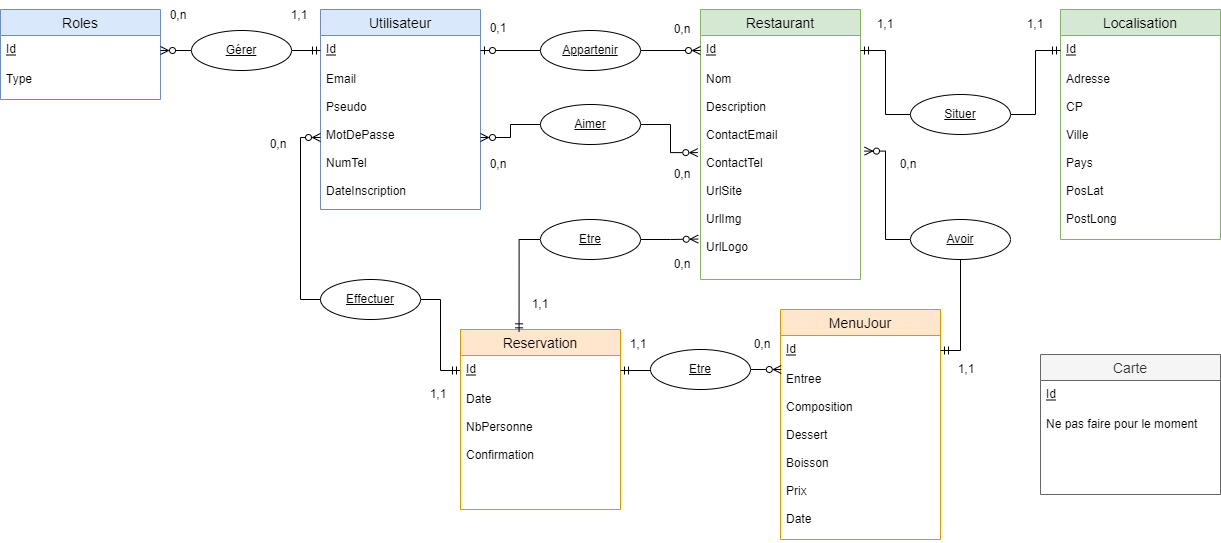 Roles
Id
Type
0,n
Gérer
1,1
Utilisateur
Id
Email
Pseudo
MotDePasse
NumTel
DateInscription
0,1
Appartenir
0,n
0,n
Aimer
0,n
Restaurant
Id
Nom
Description
ContactEmail
ContactTel
UrlSite
UrlImg
UrlLogo
1,1
Situer
1,1
Localisation
Id
Adresse
CP
Ville
Pays
PosLat
PostLong
0,n
Effectuer
1,1
Etre
0,n
1,1
0,n
Avoir
1,1
Reservation
Id
Date
NbPersonne
Confirmation
1,1
Etre
0,n
MenuJour
Id
Entree
Composition
Dessert
Boisson
Prix
Date
Carte
Id
Ne pas faire pour le moment